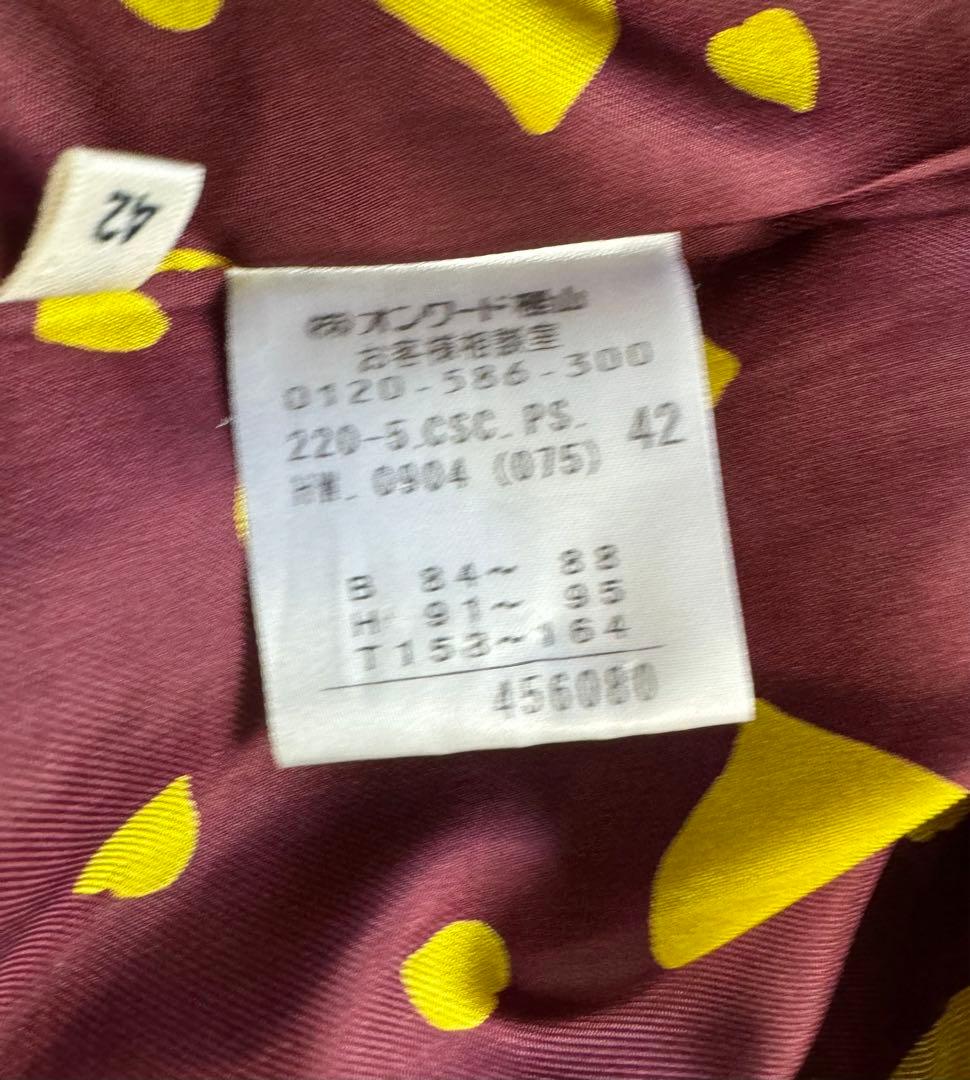 42
㈱オンワード樫山
お客様相談室
0120-586-300
220-5.CSC. PS. 42
HW. 0904 (075)
B 84～ 88
H 91～ 95
T153～164
456080